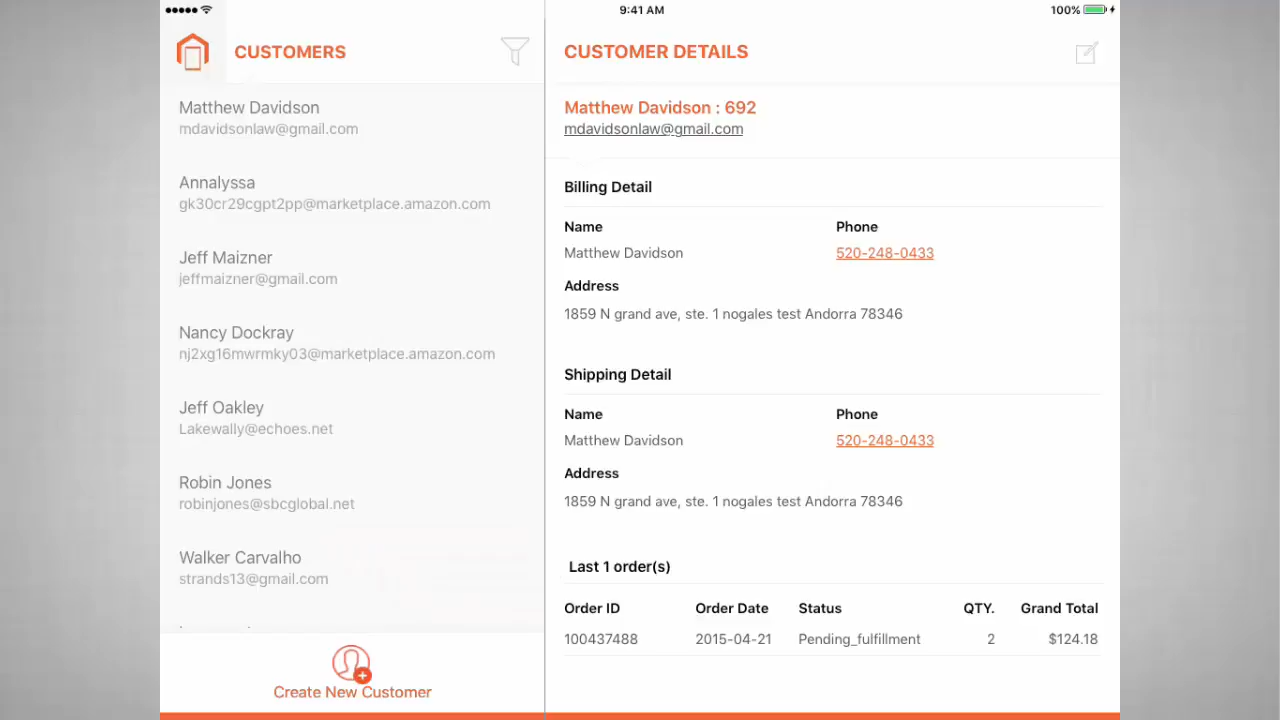 9:41 AM
100%
CUSTOMERS
Matthew Davidson
mdavidsonlaw@gmail.com
Annalyssa
gk30cr29cgpt2pp@marketplace.amazon.com
Jeff Maizner
jeffmaizner@gmail.com
Nancy Dockray
nj2xg16mwrmky03@marketplace.amazon.com
Jeff Oakley
Lakewally@echoes.net
Robin Jones
robinjones@sbcglobal.net
Walker Carvalho
strands13@gmail.com
Create New Customer
CUSTOMER DETAILS
Matthew Davidson : 692
mdavidsonlaw@gmail.com
Billing Detail
Name Phone
Matthew Davidson 520-248-0433
Address
1859 N grand ave, ste. 1 nogales test Andorra 78346
Shipping Detail
Name Phone
Matthew Davidson 520-248-0433
Address
1859 N grand ave, ste. 1 nogales test Andorra 78346
Last 1 order(s)
Order ID Order Date Status QTY. Grand Total
100437488 2015-04-21 Pending_fulfillment 2 $124.18